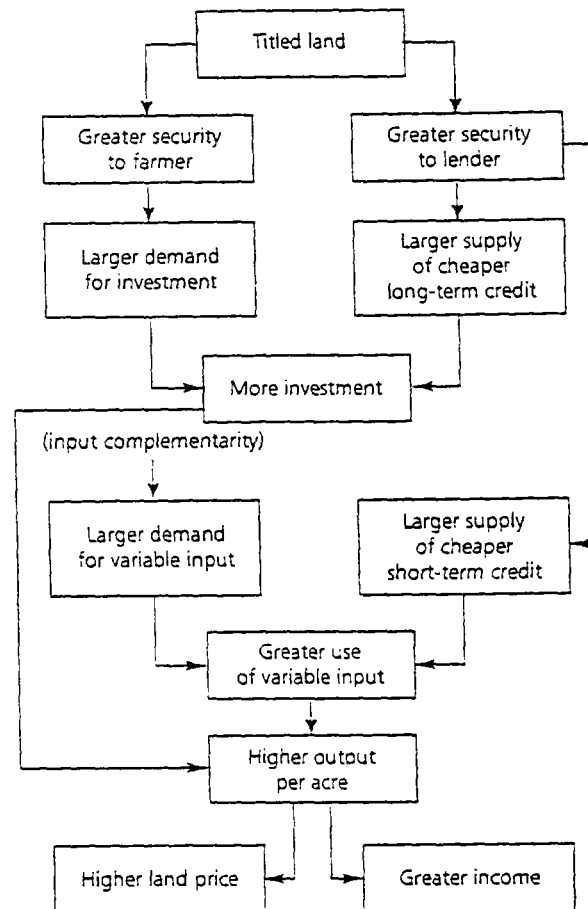 Titled land
Greater security
to farmer
Greater security
to lender
Larger demand
for investment
Larger supply
of cheaper
long-term credit
More investment
(input complementarity)
Larger demand
for variable input
Larger supply
of cheaper
short-term credit
Greater use
of variable input
Higher output
per acre
Higher land price
Greater income